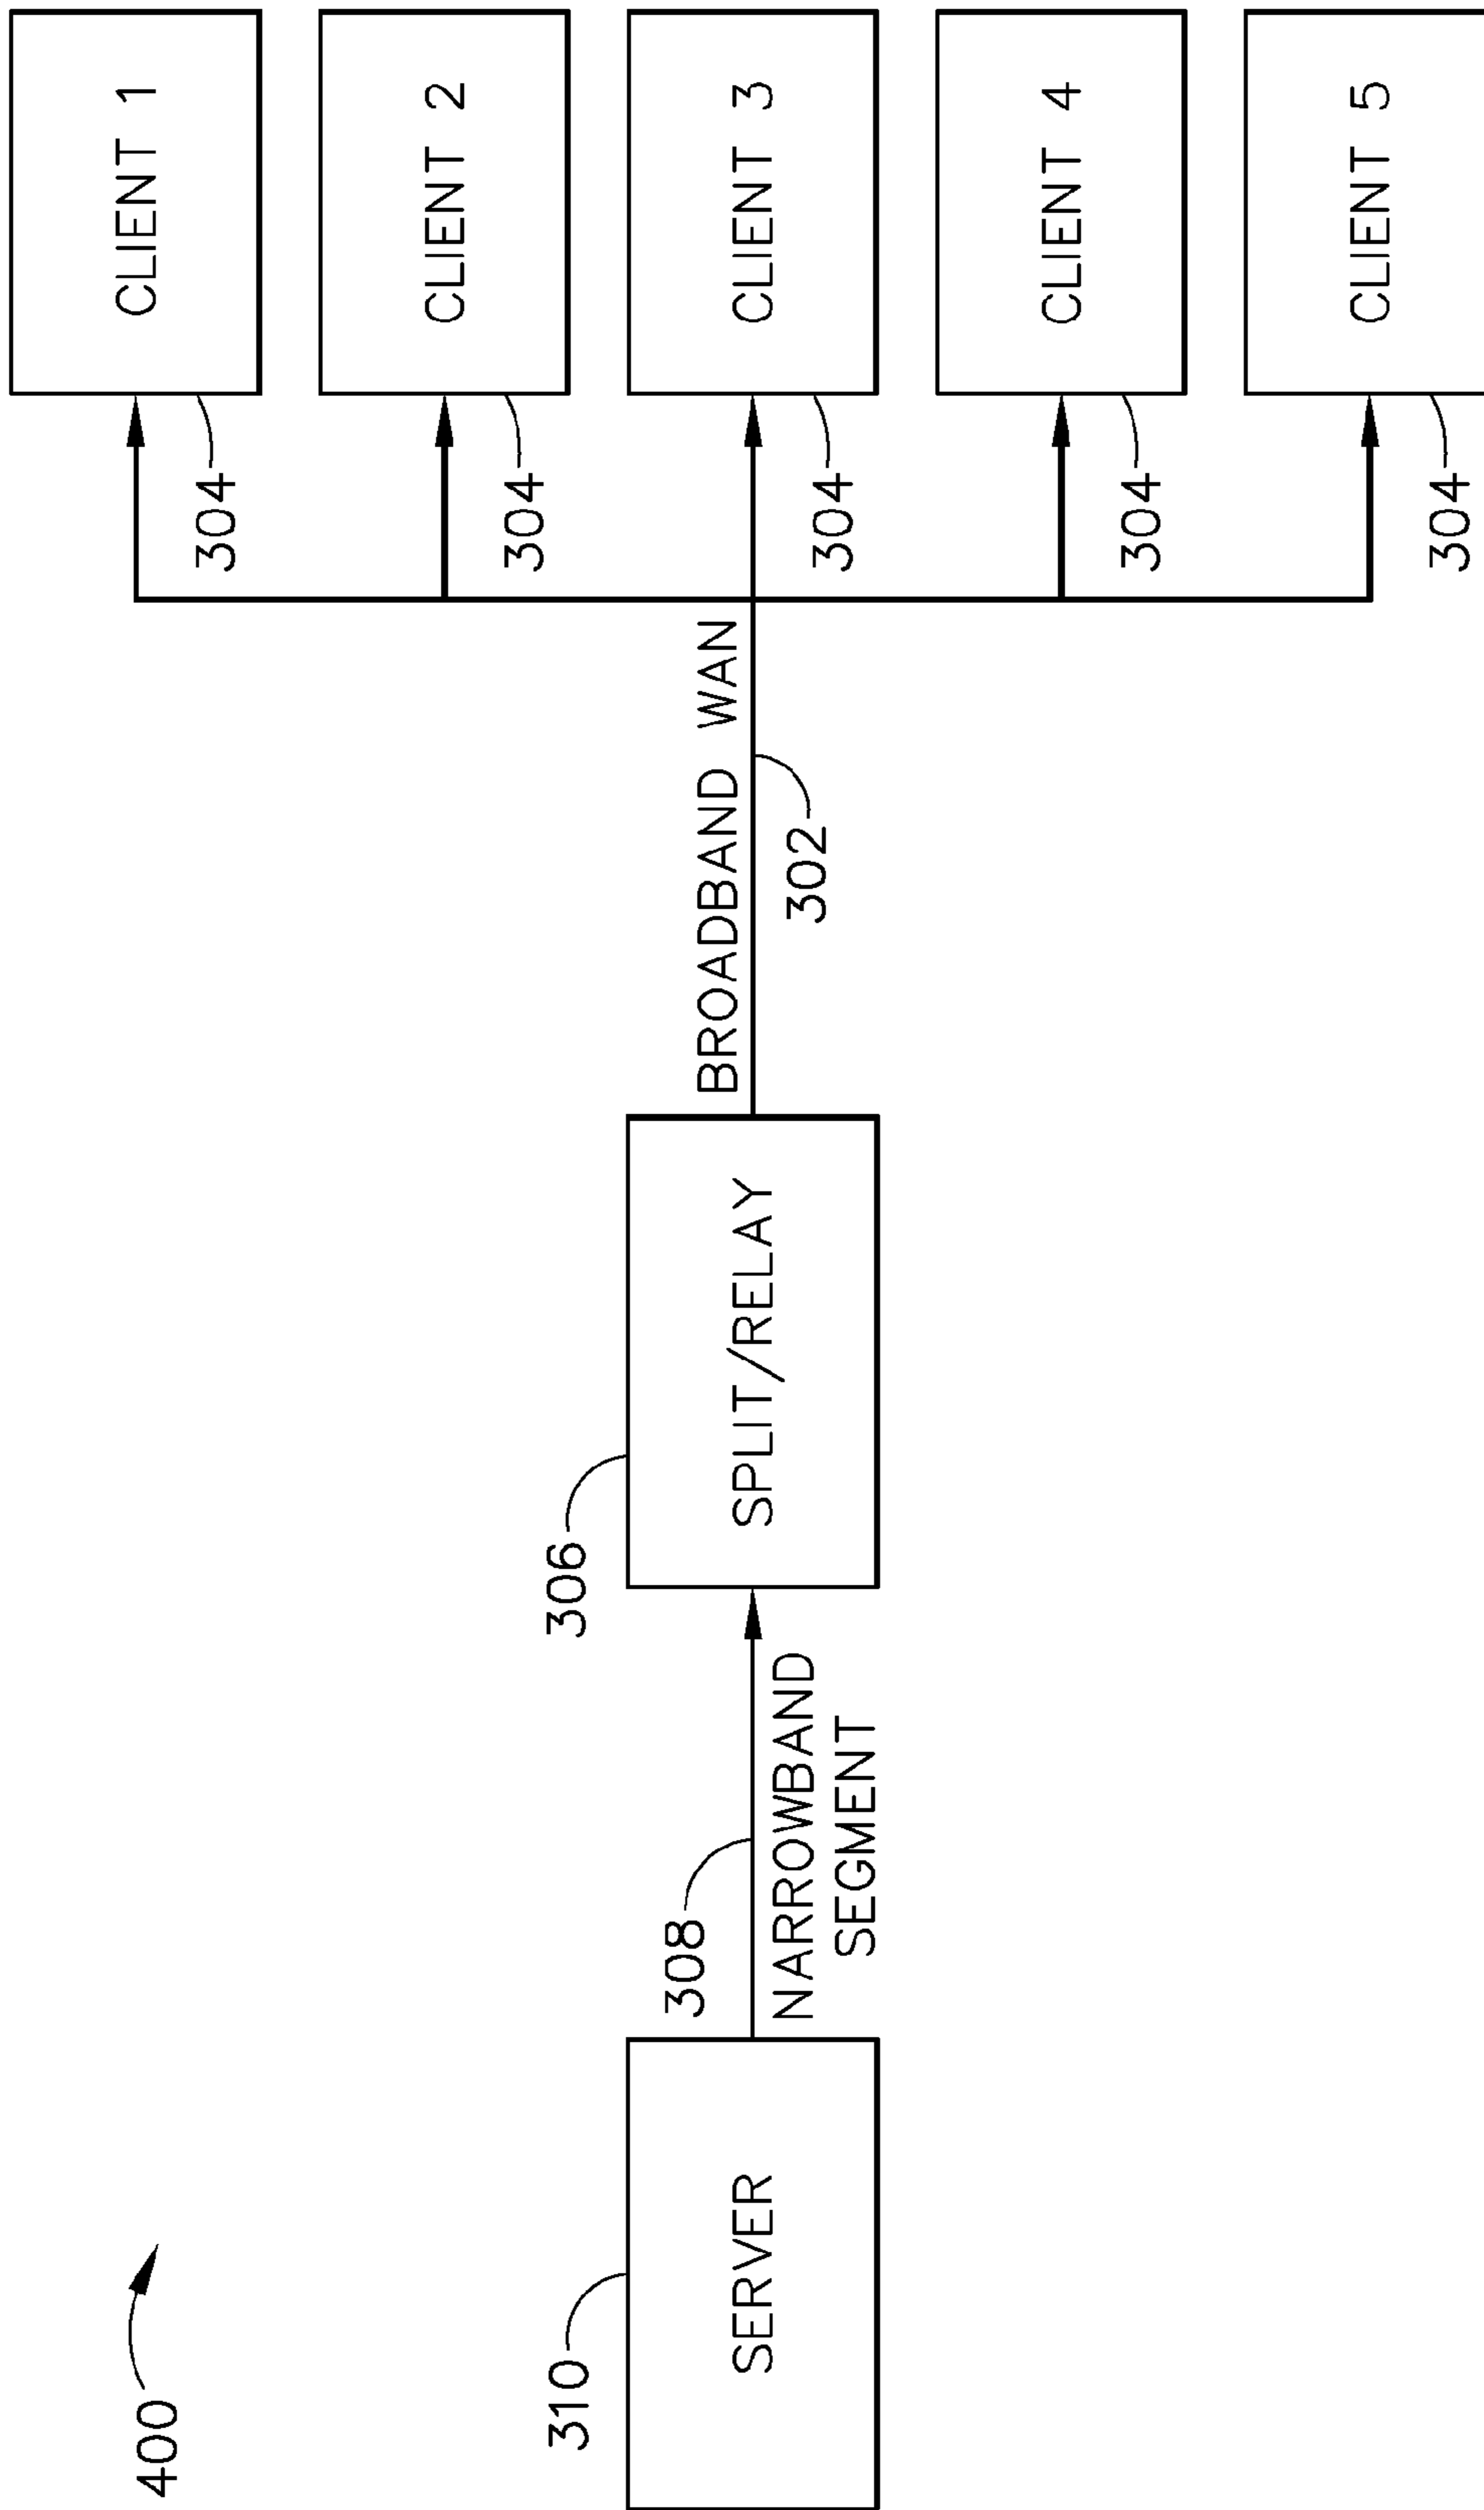 400
310
SERVER
308
NARROWBAND
SEGMENT
306
SPLIT/RELAY
BROADBAND WAN
302
CLIENT 1
304
CLIENT 2
304
CLIENT 3
304
CLIENT 4
304
CLIENT 5
304